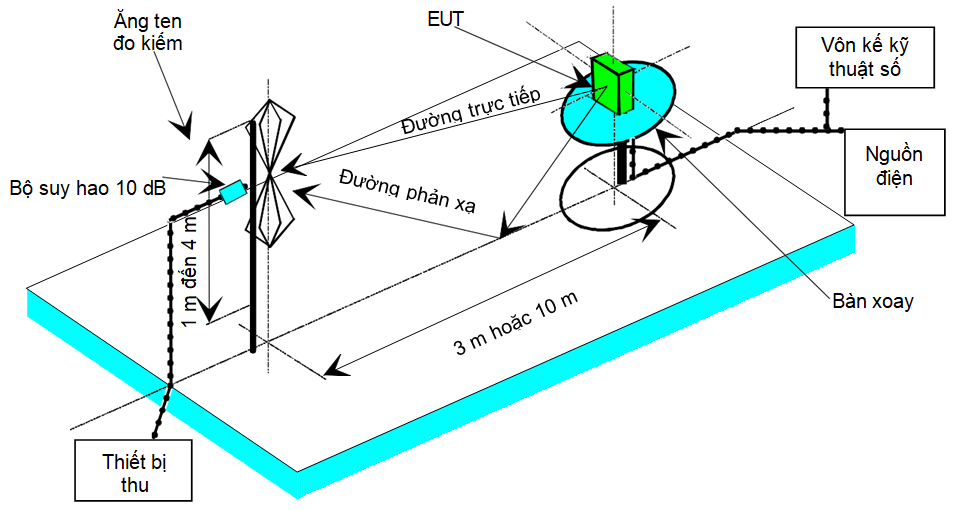 Ăng ten
đo kiếm
EUT
Vôn kế kỹ
thuật số
Đường trực tiếp
Nguồn
điện
Bộ suy hao 10 dB
Đường phản xạ
1 m đến 4 m
3 m hoặc 10 m
Bàn xoay
Thiết bị
thu